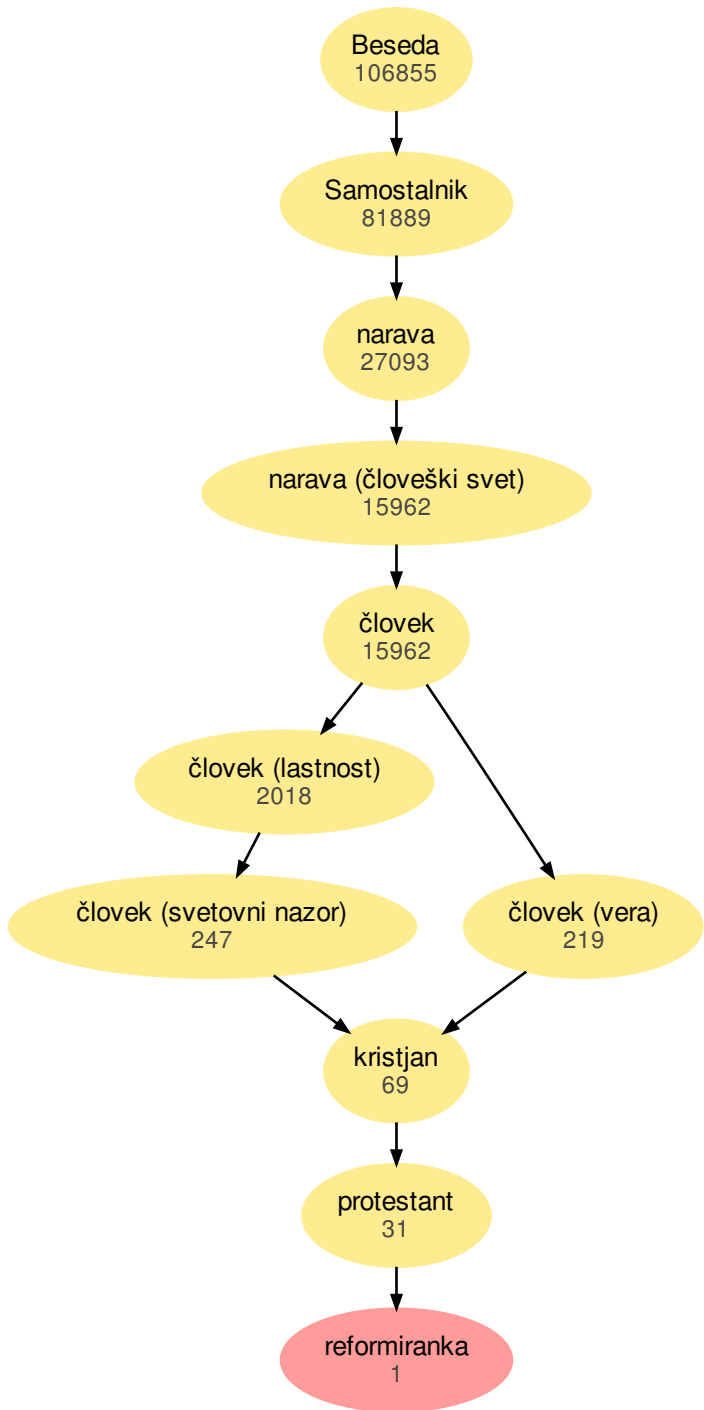 Beseda
106855
Samostalnik
81889
narava
27093
narava (človeški svet)
15962
človek
15962
človek (lastnost)
2018
človek (svetovni nazor)
247
človek (vera)
219
kristjan
69
protestant
31
reformiranka
1